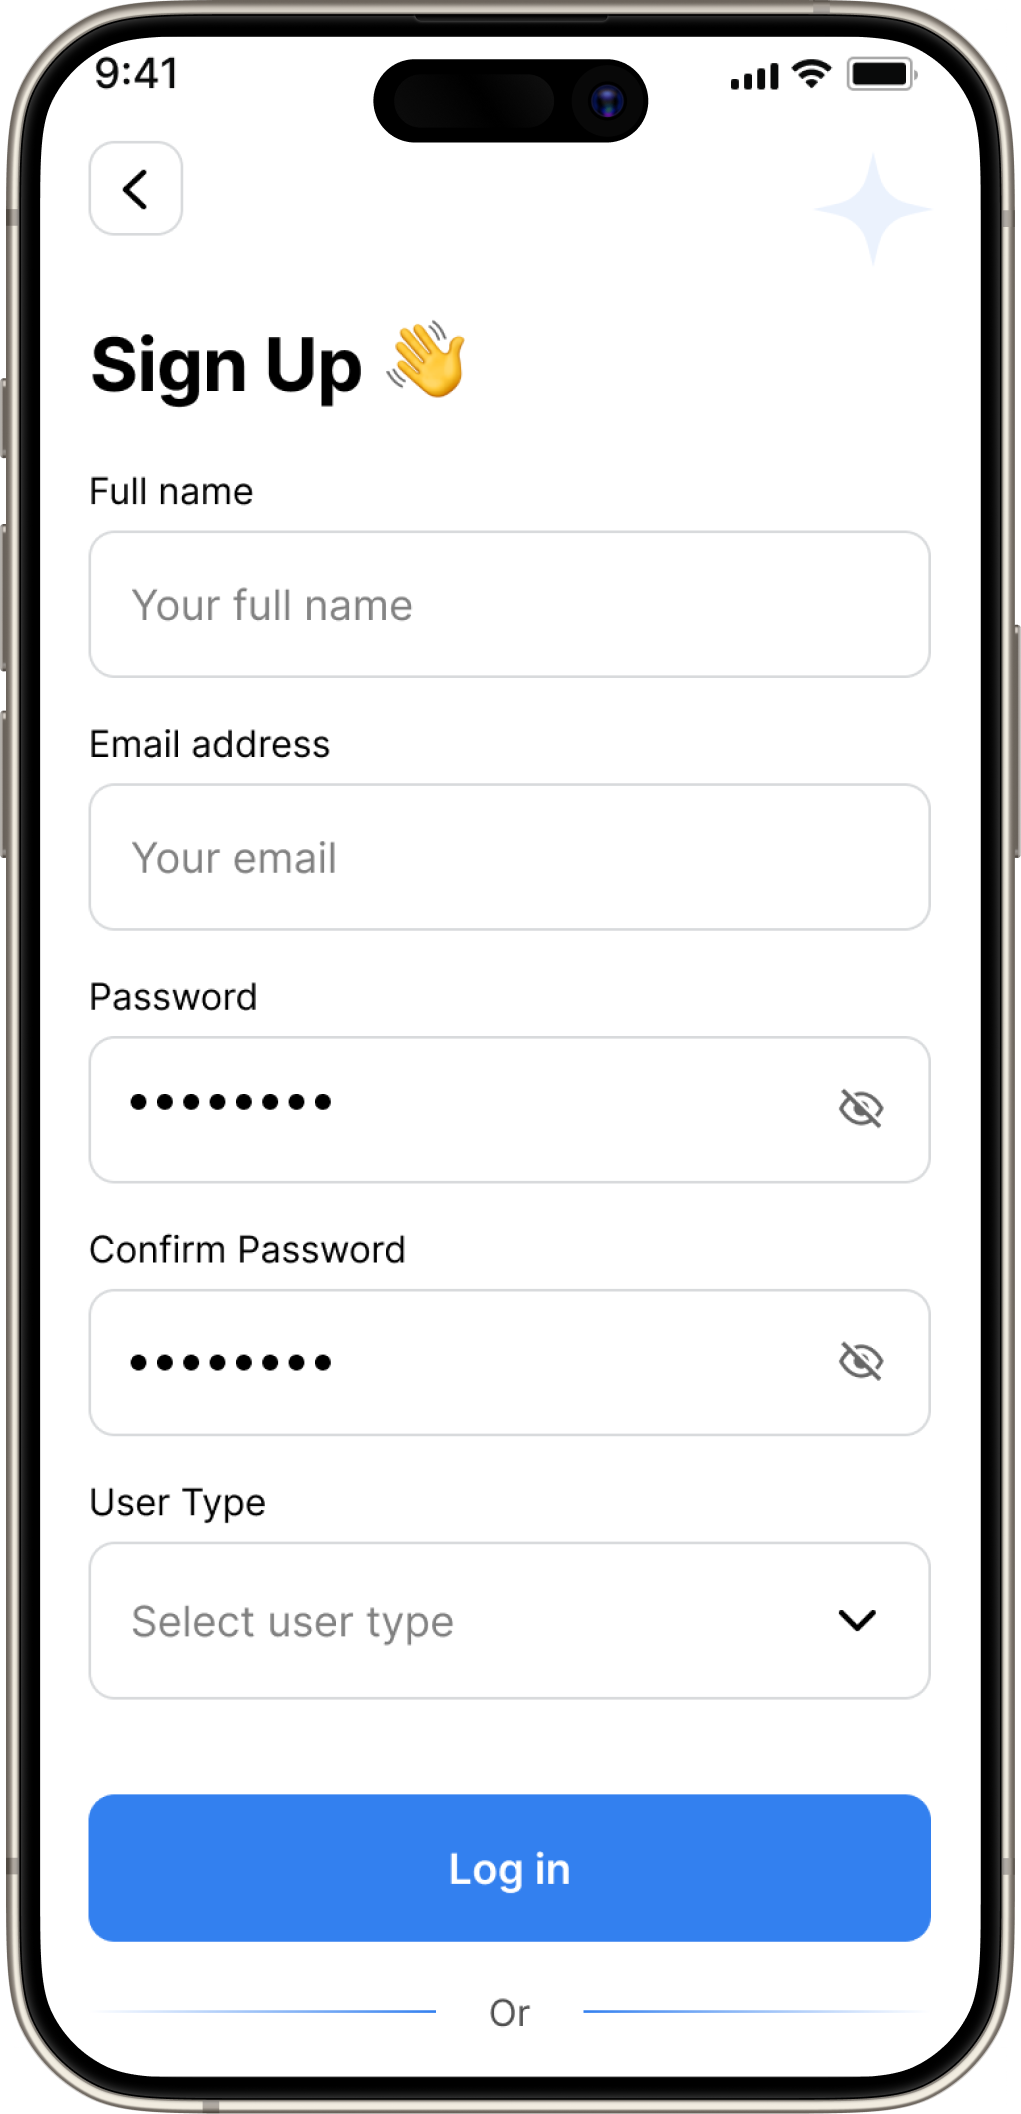 9:41
Sign Up 👋
Full name
Your full name
Email address
Your email
Password
••••••••
Confirm Password
••••••••
User Type
Select user type
Log in
Or